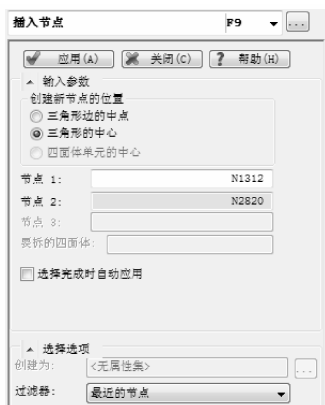 插入节点 F9 ...
应用(A) 关闭(C) ? 帮助(H)
输入参数
创建新节点的位置
三角形边的中点
三角形的中心
四面体单元的中心
节点 1: N1312
节点 2: N2820
节点 3:
要拆的四面体:
选择完成时自动应用
选择选项
创建为: <无属性集> ...
过滤器: 最近的节点